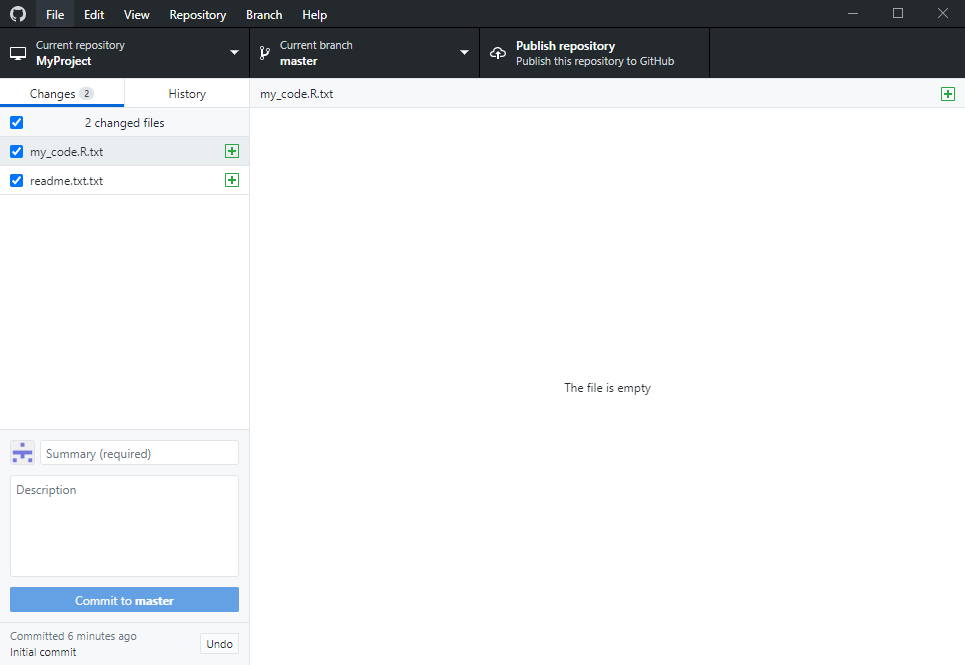 File Edit View Repository Branch Help
Current repository
MyProject
Current branch
master
Publish repository
Publish this repository to GitHub
Changes 2 History
2 changed files
my_code.R.txt
readme.txt.txt
my_code.R.txt
The file is empty
Summary (required)
Description
Commit to master
Committed 6 minutes ago
Initial commit
Undo